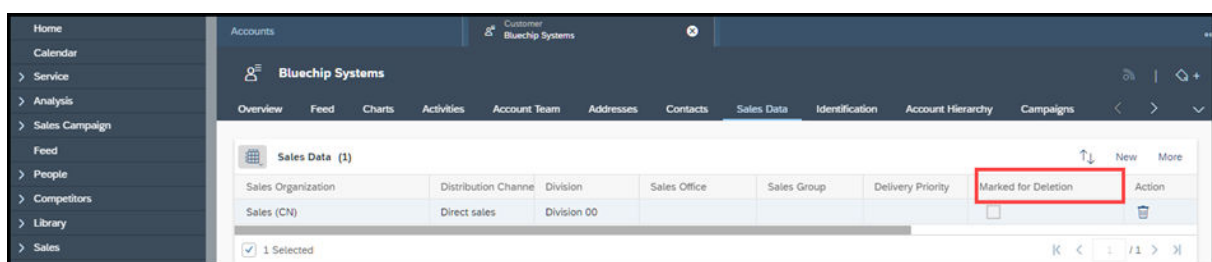 Home
Calendar
Service
Analysis
Sales Campaign
Feed
People
Competitors
Library
Sales
Accounts
Customer
Bluechip Systems
Bluechip Systems
Overview Feed Charts Activities Account Team Addresses Contacts Sales Data Identification Account Hierarchy Campaigns
Sales Data (1) New More
Sales Organization Distribution Channe Division Sales Office Sales Group Delivery Priority Marked for Deletion Action
Sales (CN) Direct sales Division 00
1 Selected 1 /1